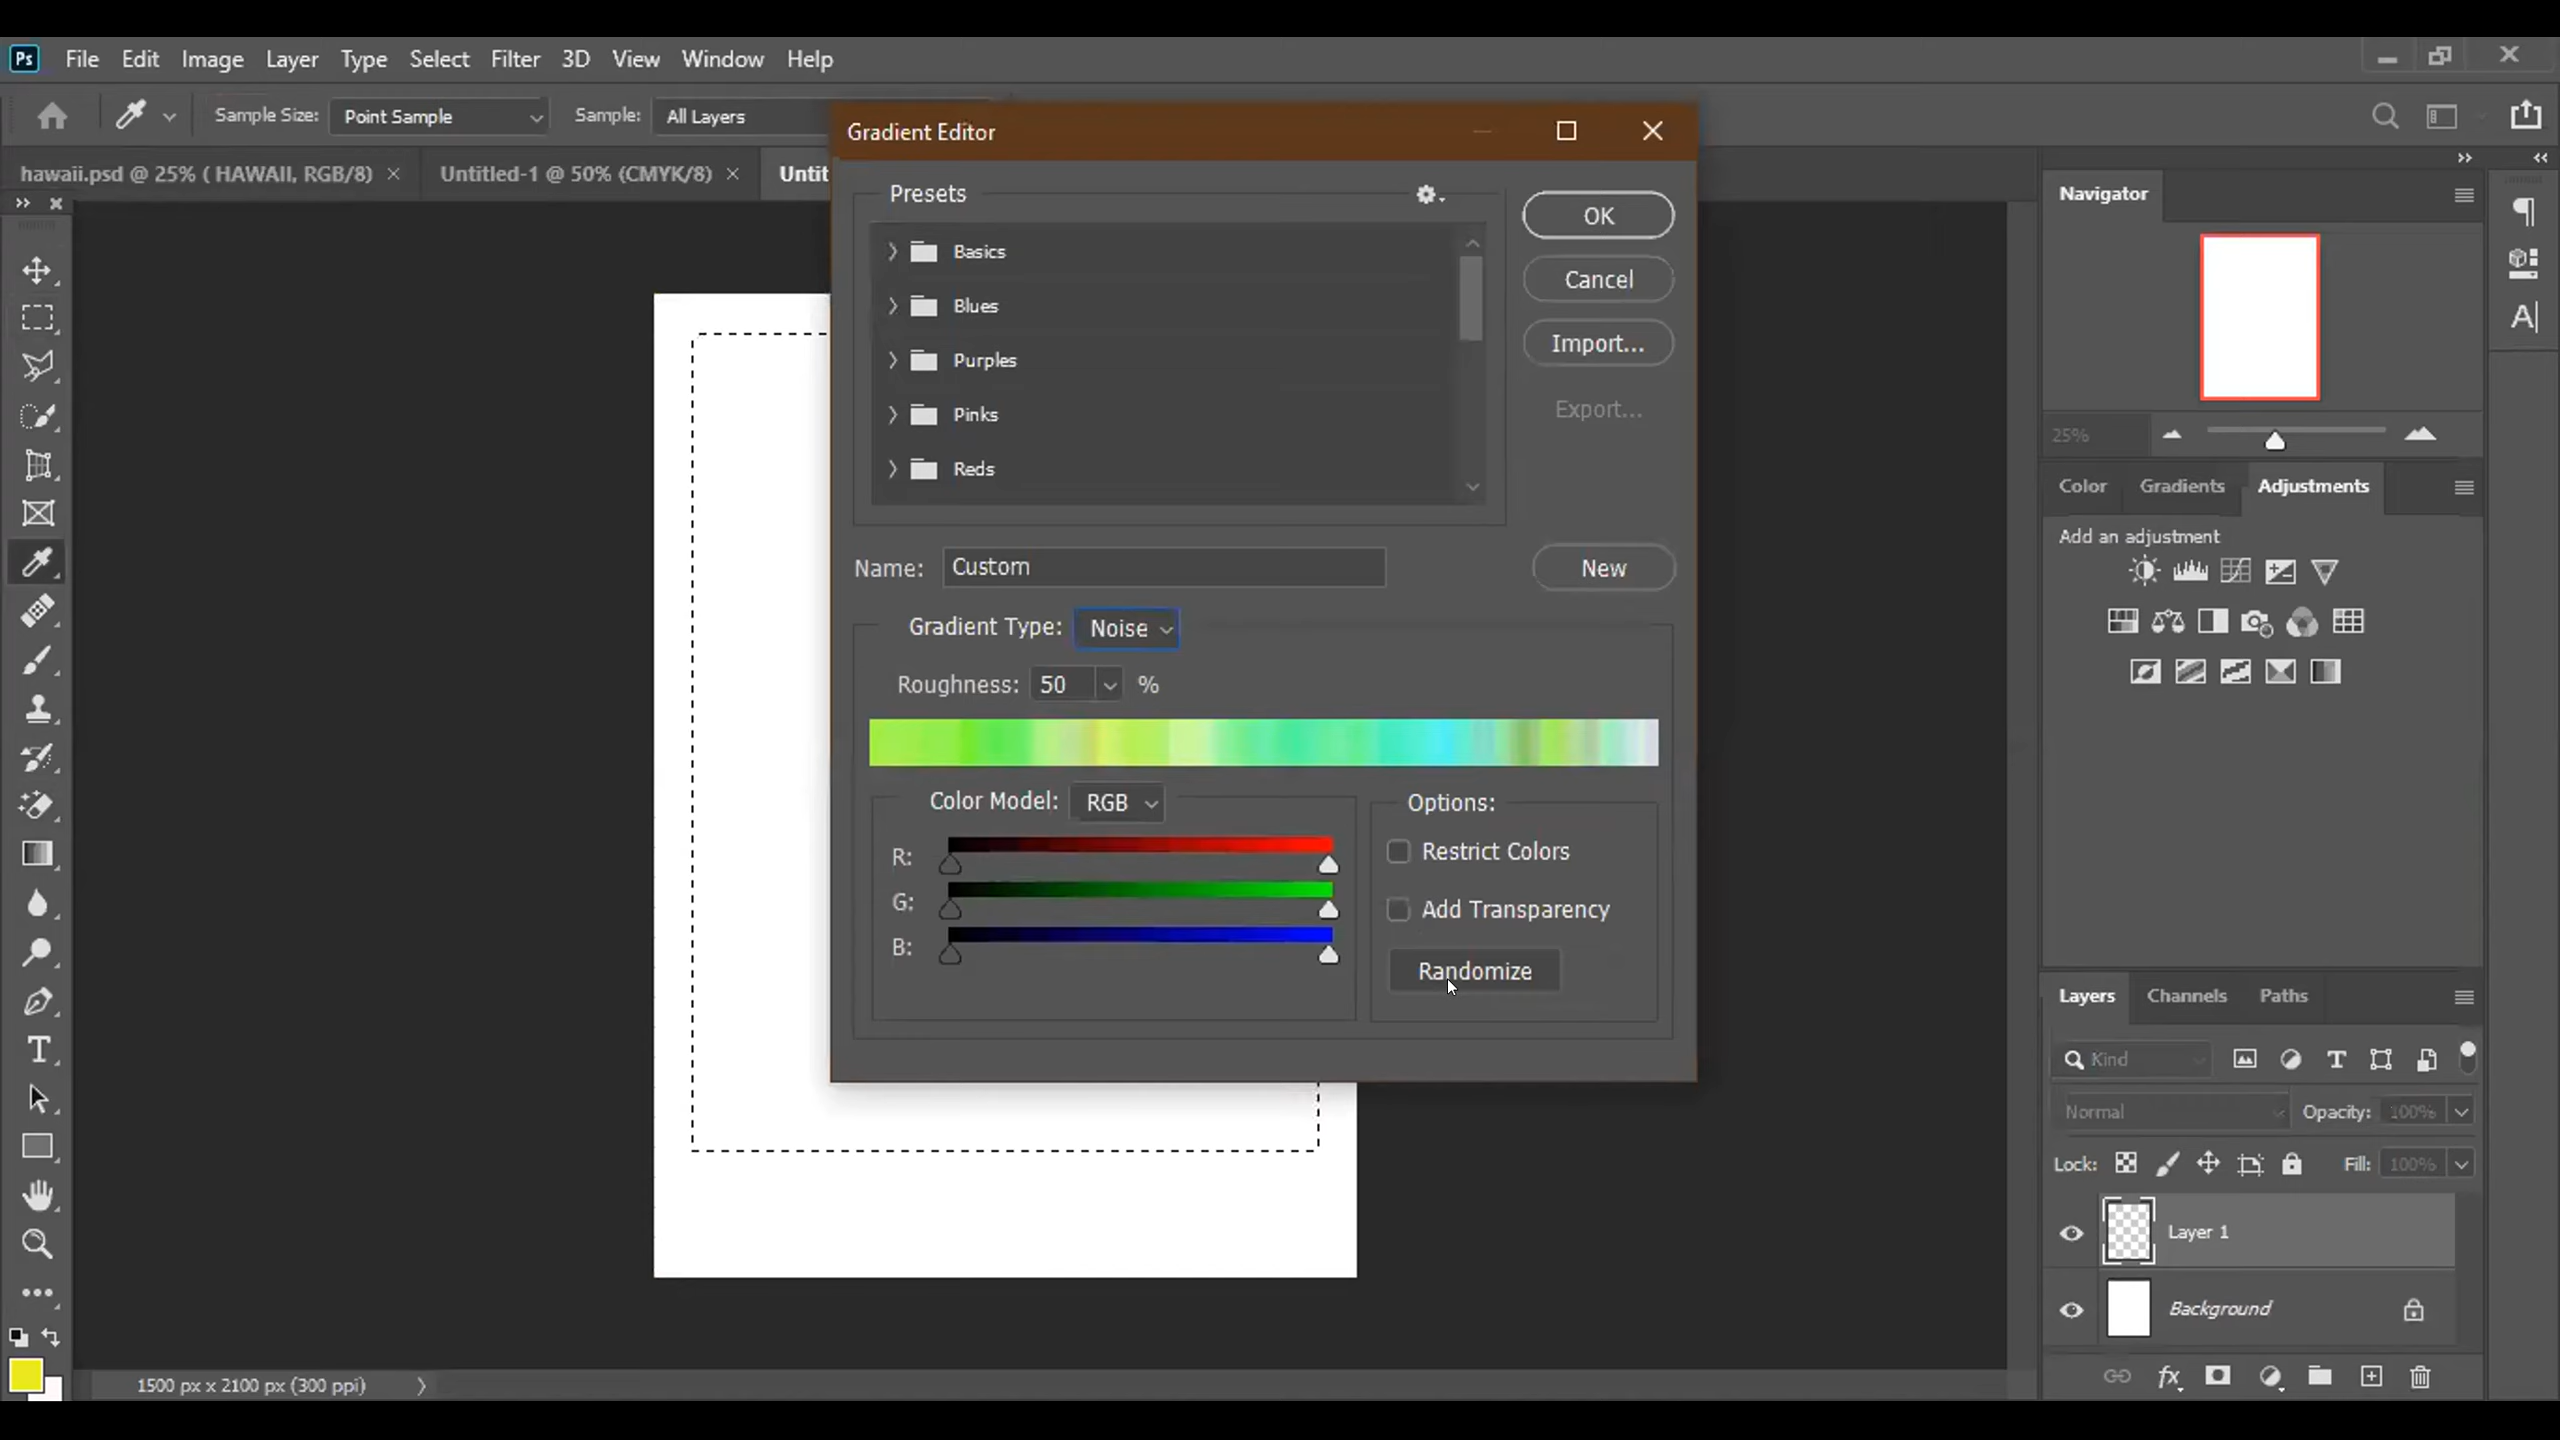 Ps File Edit Image Layer Type Select Filter 3D View Window Help
Sample Size: Point Sample Sample: All Layers
hawaii.psd @ 25% ( HAWAII, RGB/8) × Untitled-1 @ 50% (CMYK/8) × Untit
Gradient Editor
Presets
Basics
Blues
Purples
Pinks
Reds
OK
Cancel
Import...
Export...
Name: Custom
New
Gradient Type: Noise
Roughness: 50 %
Color Model: RGB
R:
G:
B:
Options:
Restrict Colors
Add Transparency
Randomize
1500 px x 2100 px (300 ppi)
Navigator
25%
Color Gradients Adjustments
Add an adjustment
Layers Channels Paths
Kind
Normal Opacity: 100%
Lock: Fill: 100%
Layer 1
Background